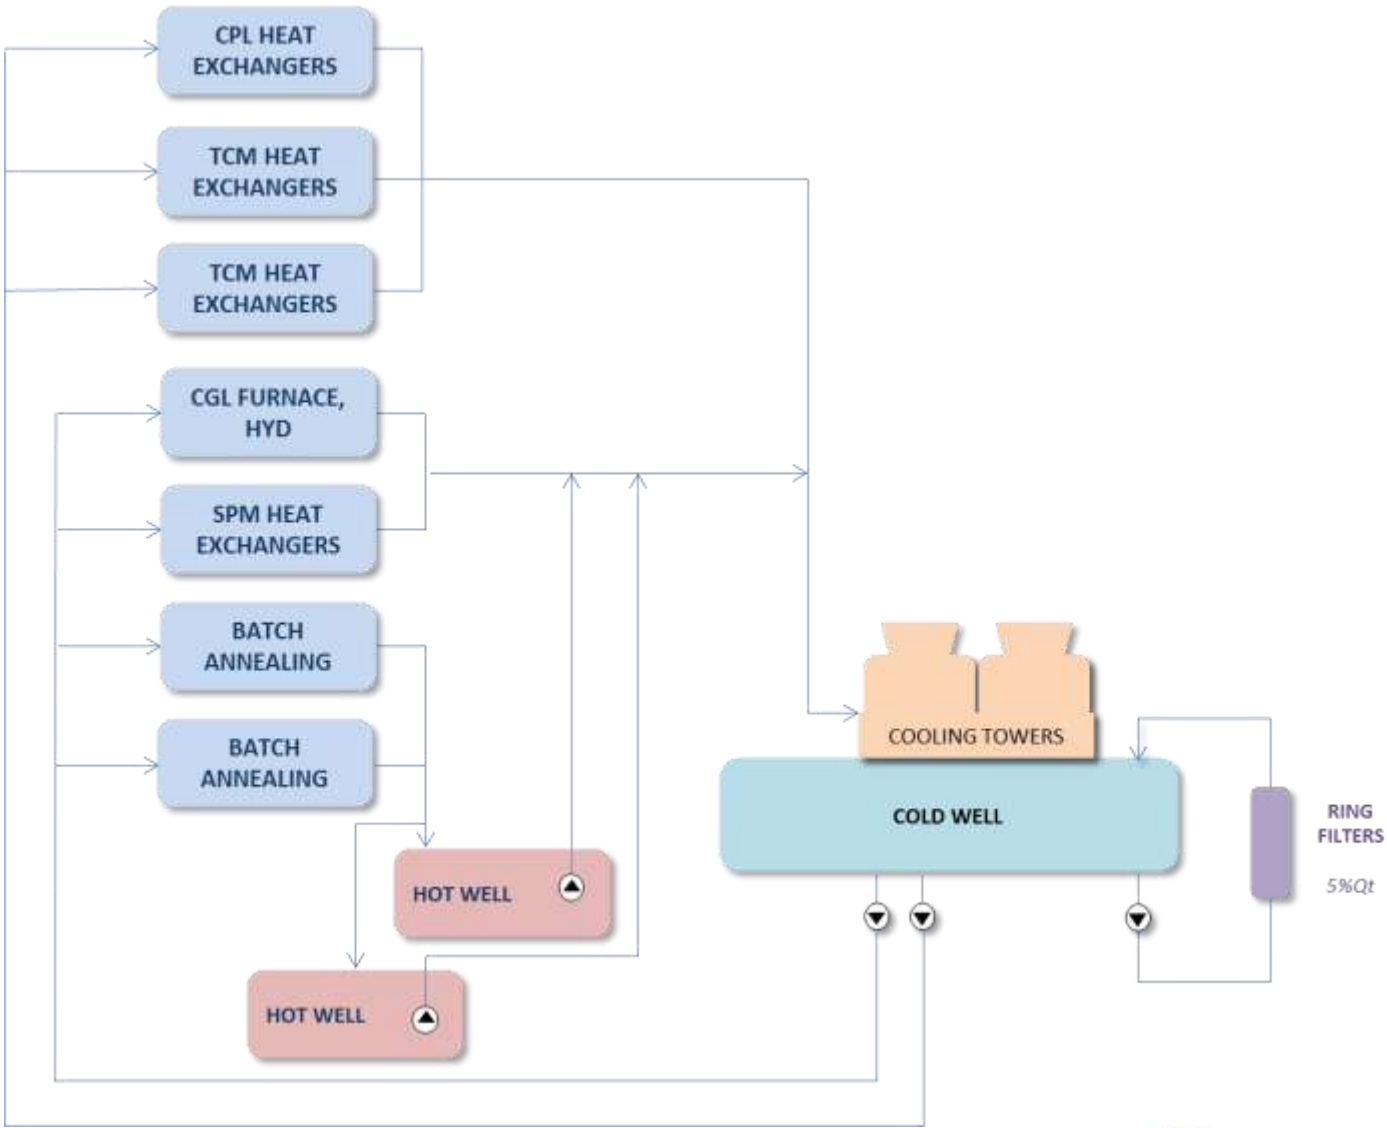 CPL HEAT
EXCHANGERS
TCM HEAT
EXCHANGERS
TCM HEAT
EXCHANGERS
CGL FURNACE,
HYD
SPM HEAT
EXCHANGERS
BATCH
ANNEALING
BATCH
ANNEALING
HOT WELL
HOT WELL
COOLING TOWERS
COLD WELL
RING
FILTERS
5%Qt